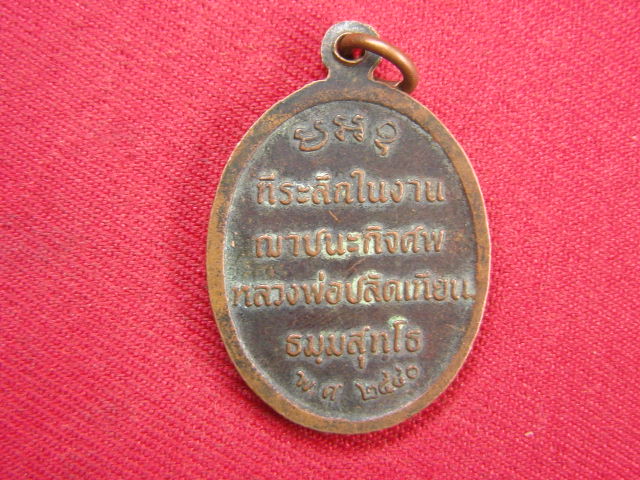 ที่ระลึกในงาน
ฌาปนะกิจศพ
หลวงพ่อปลัดเทียน
ธมฺมสุทฺโธ
พ ศ ๒๕๕๐